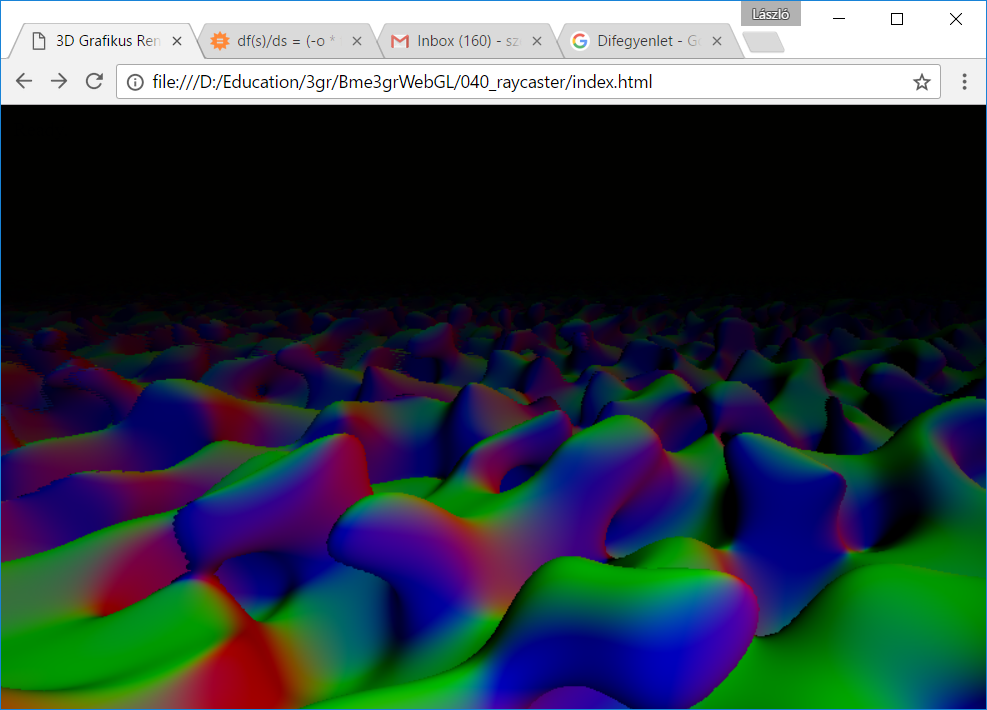 László
3D Grafikus Ren
df(s)/ds = (-o *
Inbox (160) - sz
Difegyenlet - G
file:///D:/Education/3gr/Bme3grWebGL/040_raycaster/index.html